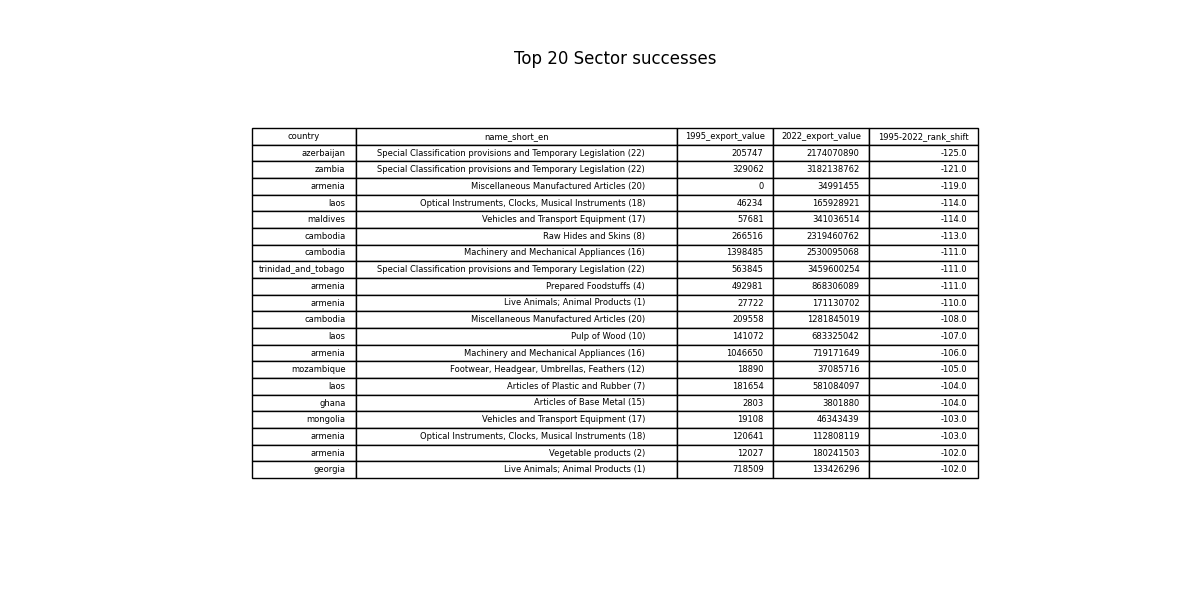 Top 20 Sector successes
country name_short_en 1995_export_value 2022_export_value 1995-2022_rank_shift
azerbaijan Special Classification provisions and Temporary Legislation (22) 205747 2174070890 -125.0
zambia Special Classification provisions and Temporary Legislation (22) 329062 3182138762 -121.0
armenia Miscellaneous Manufactured Articles (20) 0 34991455 -119.0
laos Optical Instruments, Clocks, Musical Instruments (18) 46234 165928921 -114.0
maldives Vehicles and Transport Equipment (17) 57681 341036514 -114.0
cambodia Raw Hides and Skins (8) 266516 2319460762 -113.0
cambodia Machinery and Mechanical Appliances (16) 1398485 2530095068 -111.0
trinidad_and_tobago Special Classification provisions and Temporary Legislation (22) 563845 3459600254 -111.0
armenia Prepared Foodstuffs (4) 492981 868306089 -111.0
armenia Live Animals; Animal Products (1) 27722 171130702 -110.0
cambodia Miscellaneous Manufactured Articles (20) 209558 1281845019 -108.0
laos Pulp of Wood (10) 141072 683325042 -107.0
armenia Machinery and Mechanical Appliances (16) 1046650 719171649 -106.0
mozambique Footwear, Headgear, Umbrellas, Feathers (12) 18890 37085716 -105.0
laos Articles of Plastic and Rubber (7) 181654 581084097 -104.0
ghana Articles of Base Metal (15) 2803 3801880 -104.0
mongolia Vehicles and Transport Equipment (17) 19108 46343439 -103.0
armenia Optical Instruments, Clocks, Musical Instruments (18) 120641 112808119 -103.0
armenia Vegetable products (2) 12027 180241503 -102.0
georgia Live Animals; Animal Products (1) 718509 133426296 -102.0